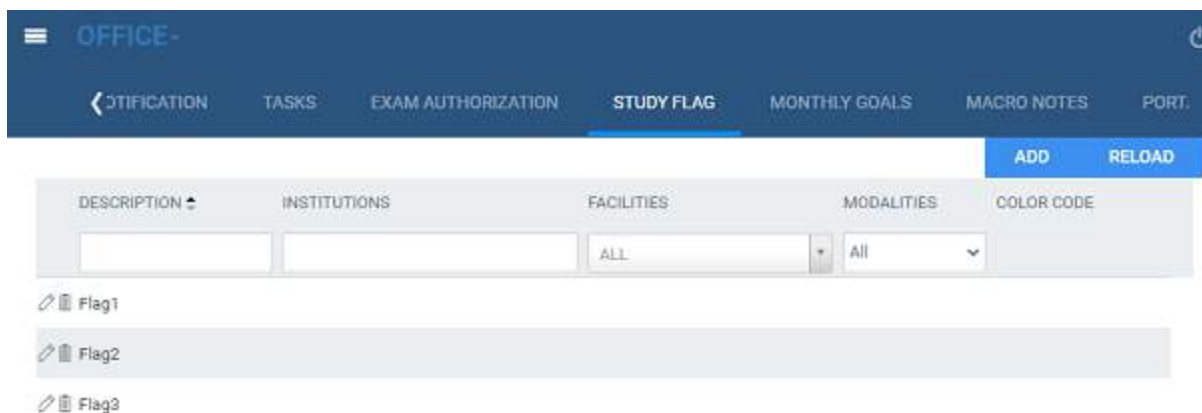 OFFICE-
OTIFICATION TASKS EXAM AUTHORIZATION STUDY FLAG MONTHLY GOALS MACRO NOTES PORT.
ADD RELOAD
DESCRIPTION INSTITUTIONS FACILITIES MODALITIES COLOR CODE
ALL All
Flag1
Flag2
Flag3